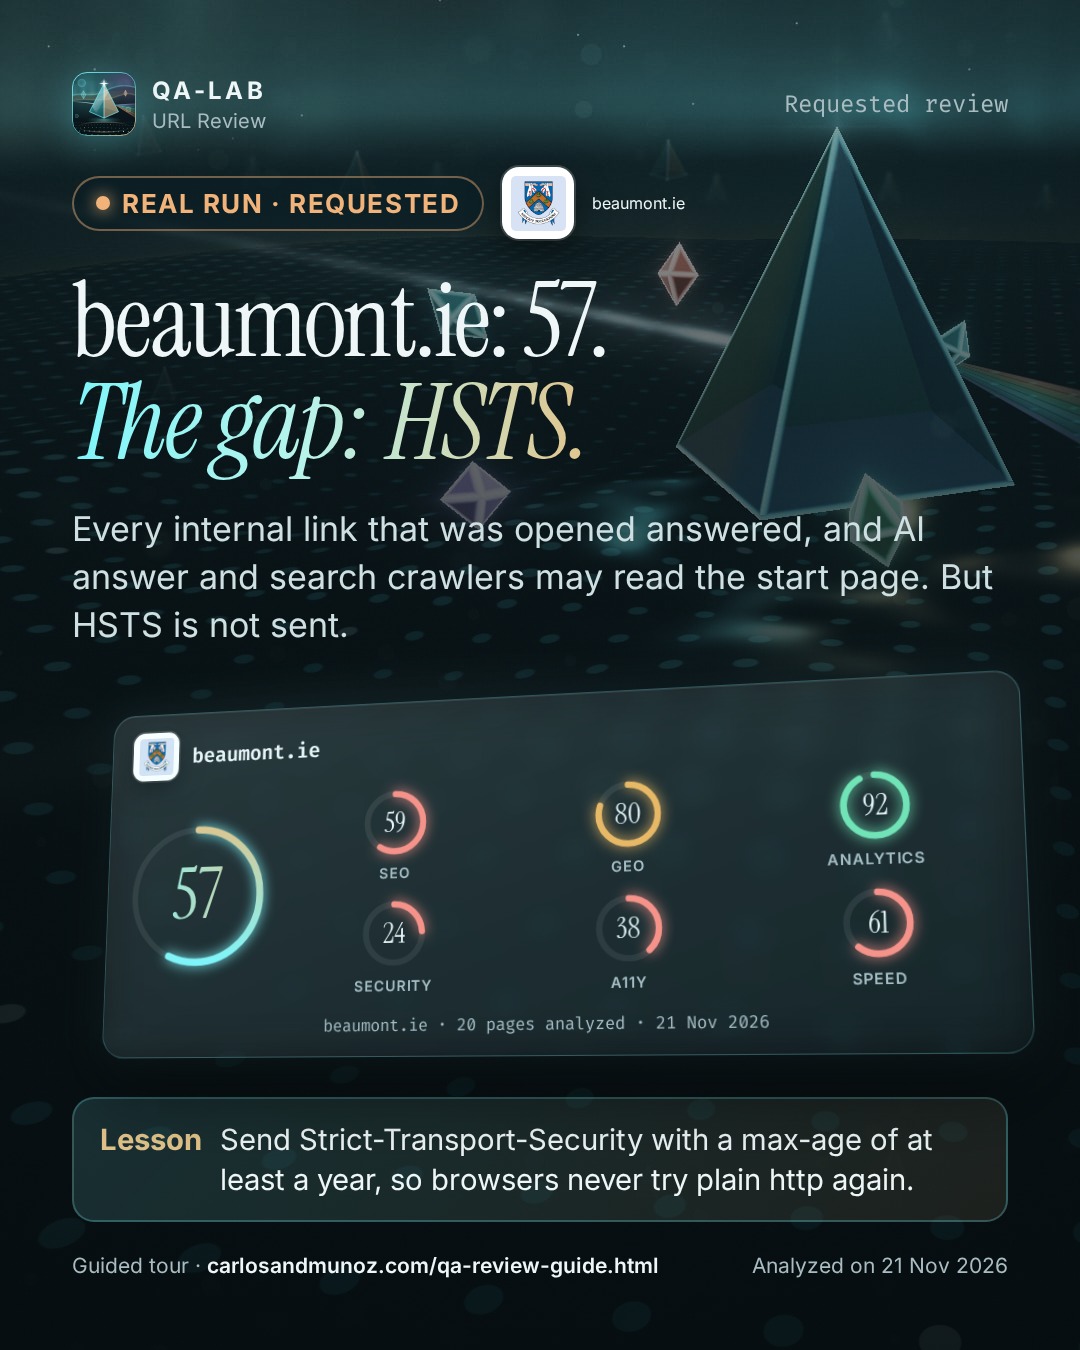 QA-LAB
URL Review
Requested review
REAL RUN · REQUESTED
beaumont.ie
beaumont.ie: 57.
The gap: HSTS.
Every internal link that was opened answered, and AI
answer and search crawlers may read the start page. But
HSTS is not sent.
beaumont.ie
57
59
SEO
80
GEO
92
ANALYTICS
24
SECURITY
38
A11Y
61
SPEED
beaumont.ie · 20 pages analyzed · 21 Nov 2026
Lesson Send Strict-Transport-Security with a max-age of at
least a year, so browsers never try plain http again.
Guided tour · carlosandmunoz.com/qa-review-guide.html
Analyzed on 21 Nov 2026